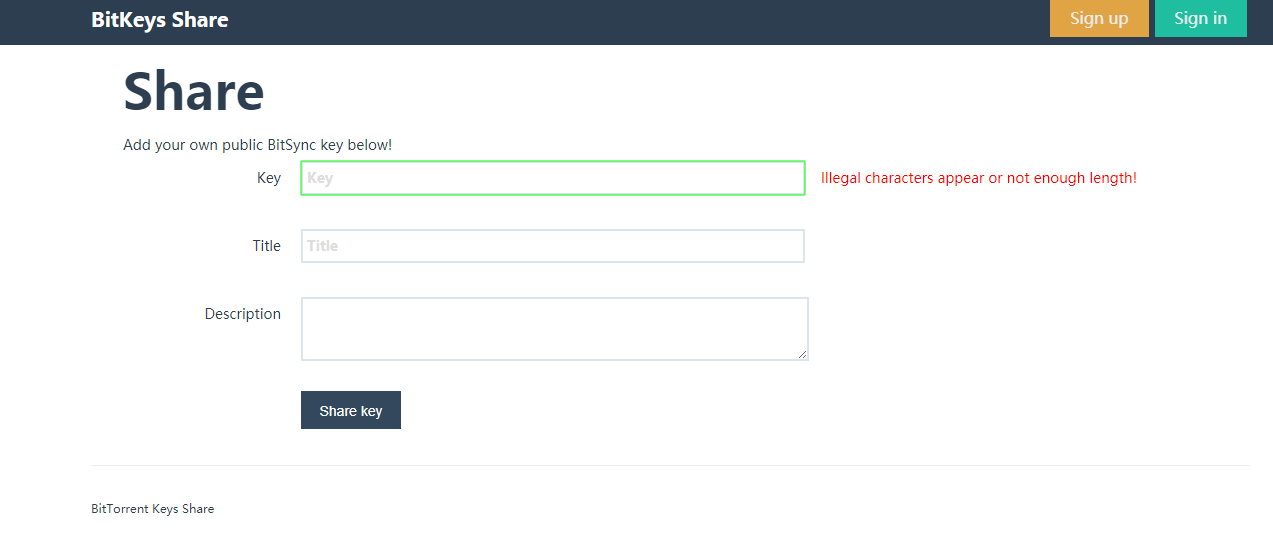 BitKeys Share
Sign up
Sign in
Share
Add your own public BitSync key below!
Key
Key
Illegal characters appear or not enough length!
Title
Title
Description
Share key
BitTorrent Keys Share